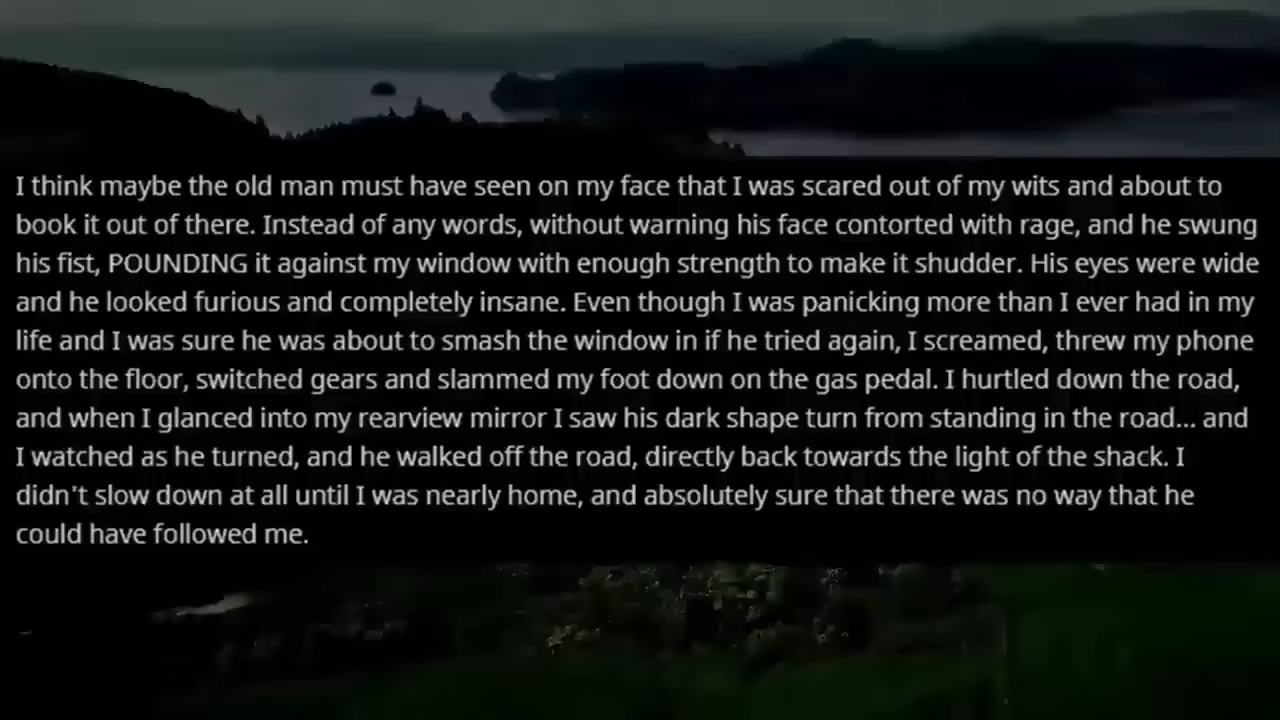 I think maybe the old man must have seen on my face that I was scared out of my wits and about to
book it out of there. Instead of any words, without warning his face contorted with rage, and he swung
his fist, POUNDING it against my window with enough strength to make it shudder. His eyes were wide
and he looked furious and completely insane. Even though I was panicking more than I ever had in my
life and I was sure he was about to smash the window in if he tried again, I screamed, threw my phone
onto the floor, switched gears and slammed my foot down on the gas pedal. I hurtled down the road,
and when I glanced into my rearview mirror I saw his dark shape turn from standing in the road... and
I watched as he turned, and he walked off the road, directly back towards the light of the shack. I
didn't slow down at all until I was nearly home, and absolutely sure that there was no way that he
could have followed me.